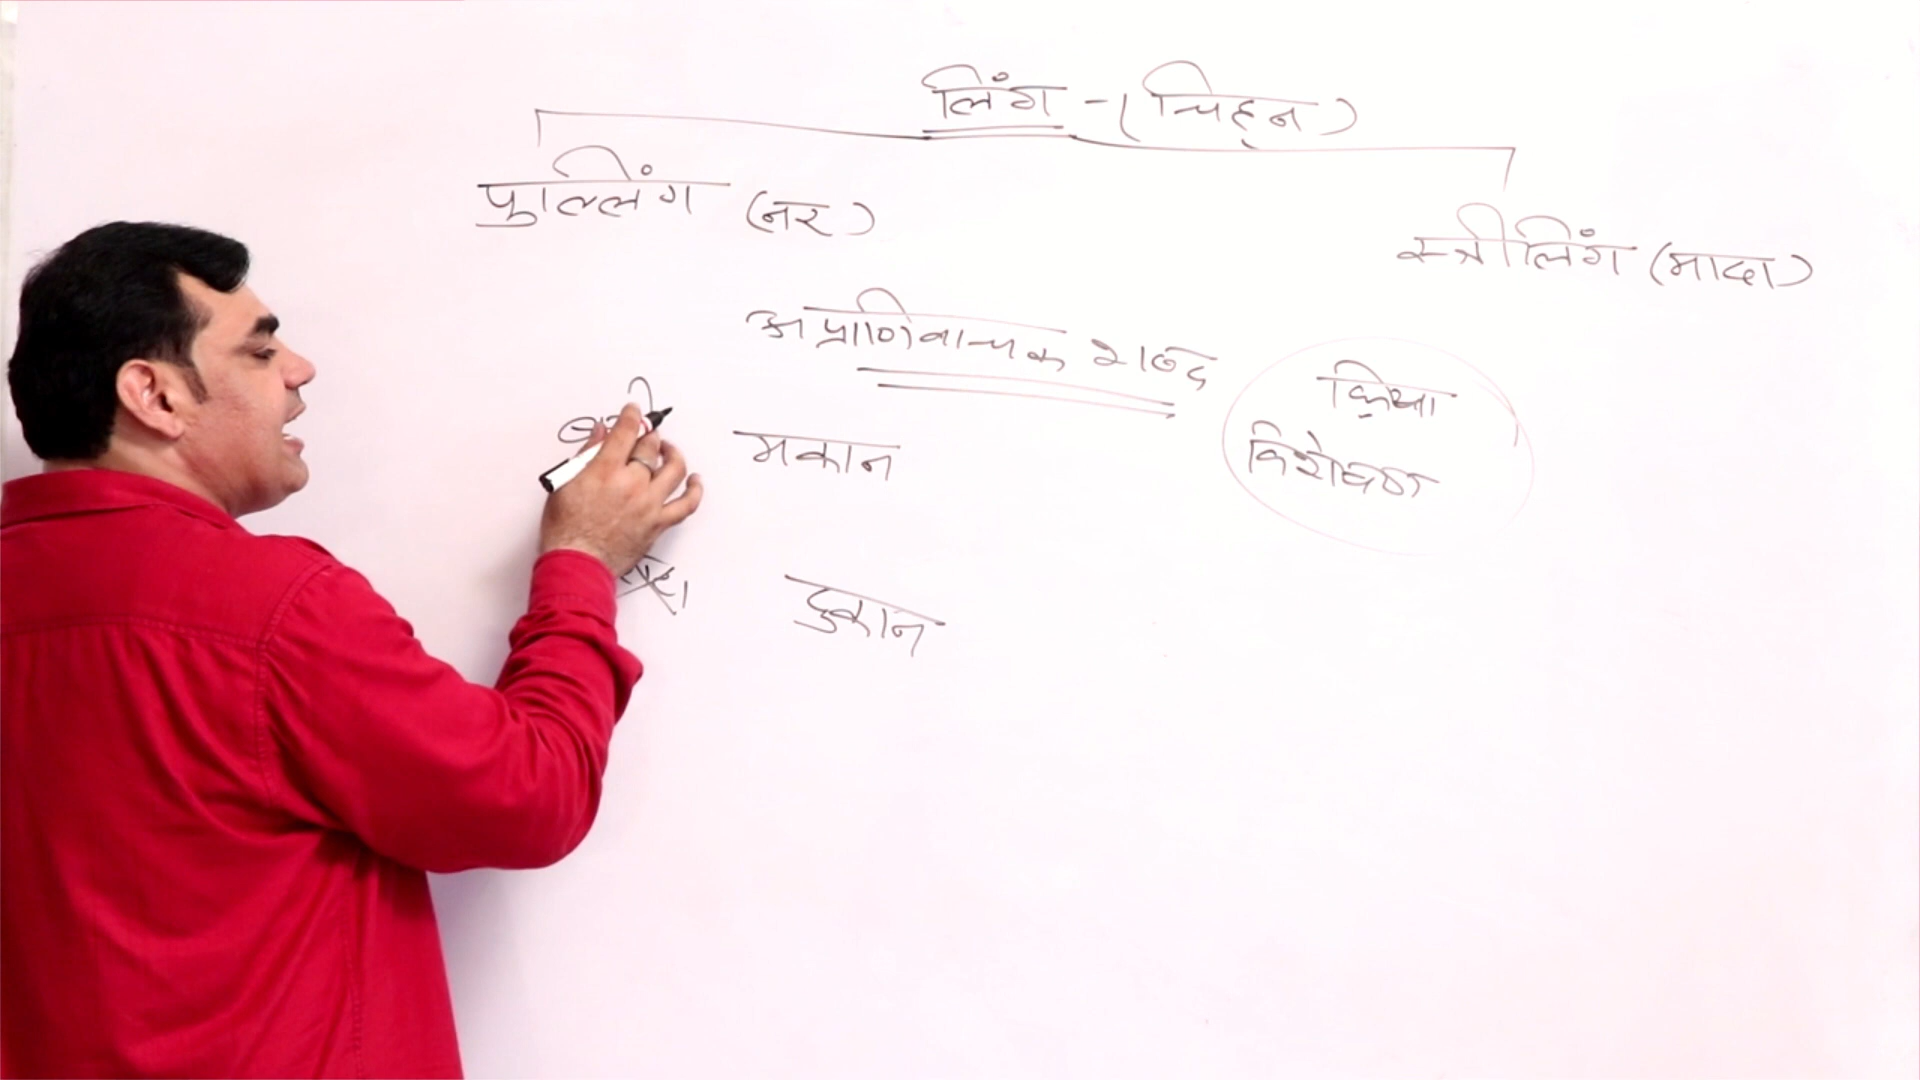 लिंग - (चिह्न)
पुल्लिंग (नर)
स्त्रीलिंग (मादा)
अप्राणिवाचक शब्द
क्रिया
विशेषण
मकान
दुकान